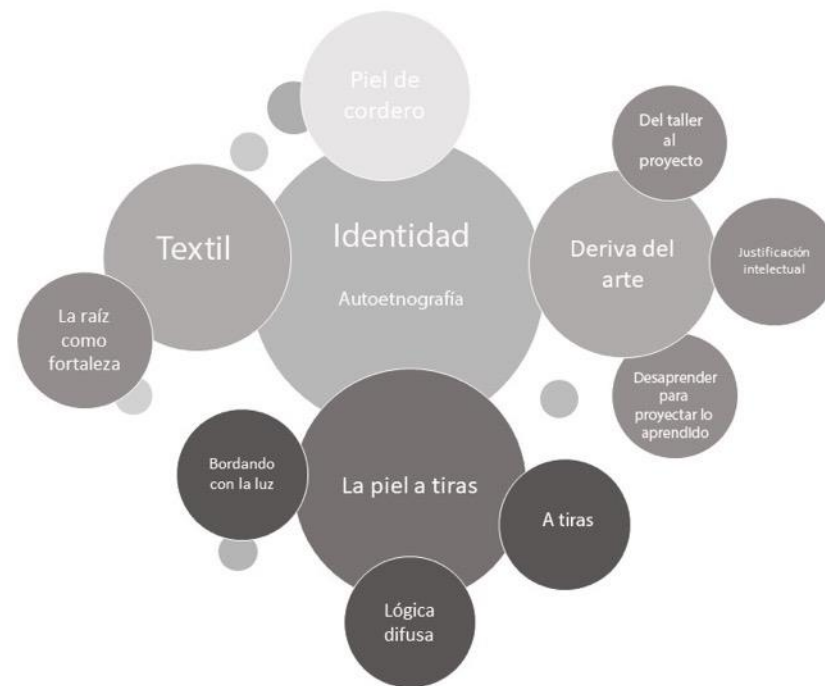 Piel de
cordero
Del taller
al
proyecto
Textil
Identidad
Autoetnografía
Deriva del
arte
Justificación
intelectual
La raíz
como
fortaleza
Desaprender
para
proyectar lo
aprendido
Bordando
con la luz
La piel a tiras
A tiras
Lógica
difusa